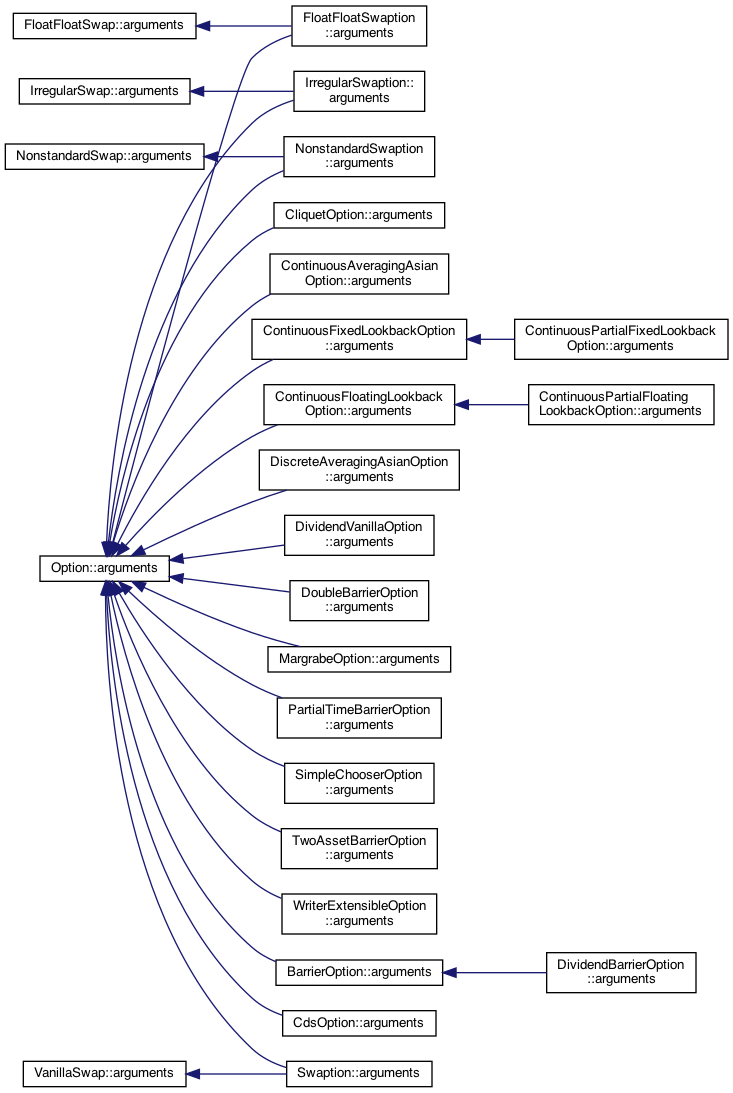 FloatFloatSwap::arguments
FloatFloatSwaption
::arguments
IrregularSwap::arguments
IrregularSwaption::
arguments
NonstandardSwap::arguments
NonstandardSwaption
::arguments
CliquetOption::arguments
ContinuousAveragingAsian
Option::arguments
ContinuousFixedLookbackOption
::arguments
ContinuousPartialFixedLookback
Option::arguments
ContinuousFloatingLookback
Option::arguments
ContinuousPartialFloating
LookbackOption::arguments
DiscreteAveragingAsianOption
::arguments
DividendVanillaOption
::arguments
Option::arguments
DoubleBarrierOption
::arguments
MargrabeOption::arguments
PartialTimeBarrierOption
::arguments
SimpleChooserOption
::arguments
TwoAssetBarrierOption
::arguments
WriterExtensibleOption
::arguments
BarrierOption::arguments
DividendBarrierOption
::arguments
CdsOption::arguments
VanillaSwap::arguments
Swaption::arguments